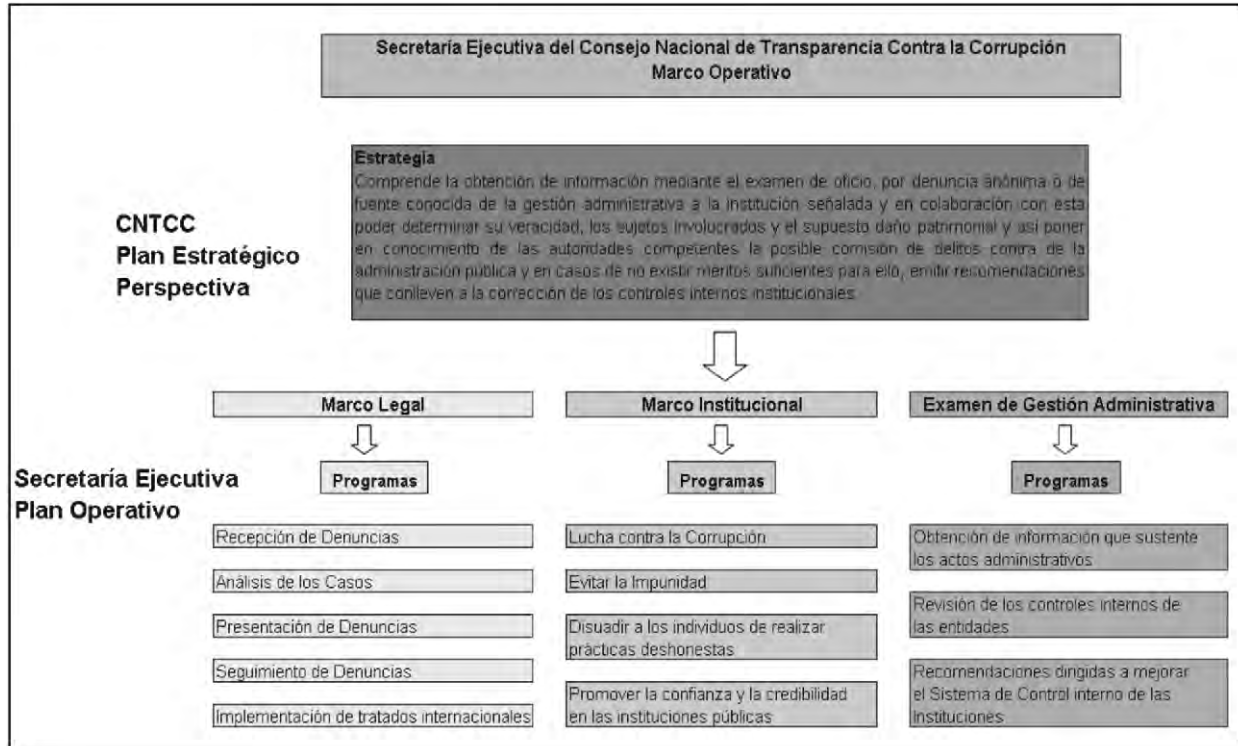 Secretaría Ejecutiva del Consejo Nacional de Transparencia Contra la Corrupción
Marco Operativo
CNTCC
Plan Estratégico
Perspectiva
Estrategia
Comprende la obtención de información mediante el examen de oficio, por denuncia anónima o de
fuente conocida de la gestión administrativa a la institución señalada y en colaboración con esta
poder determinar su veracidad, los sujetos involucrados y el supuesto daño patrimonial y así poner
en conocimiento de las autoridades competentes la posible comisión de delitos contra de la
administración pública y en casos de no existir meritos suficientes para ello, emitir recomendaciones
que conlleven a la corrección de los controles internos institucionales
Marco Legal
Marco Institucional
Examen de Gestión Administrativa
Secretaría Ejecutiva
Plan Operativo
Programas
Programas
Programas
Recepción de Denuncias
Análisis de los Casos
Presentación de Denuncias
Seguimiento de Denuncias
Implementación de tratados internacionales
Lucha contra la Corrupción
Evitar la Impunidad
Disuadir a los individuos de realizar
prácticas deshonestas
Promover la confianza y la credibilidad
en las instituciones públicas
Obtención de información que sustente
los actos administrativos
Revisión de los controles internos de
las entidades
Recomendaciones dirigidas a mejorar
el Sistema de Control interno de las
Instituciones